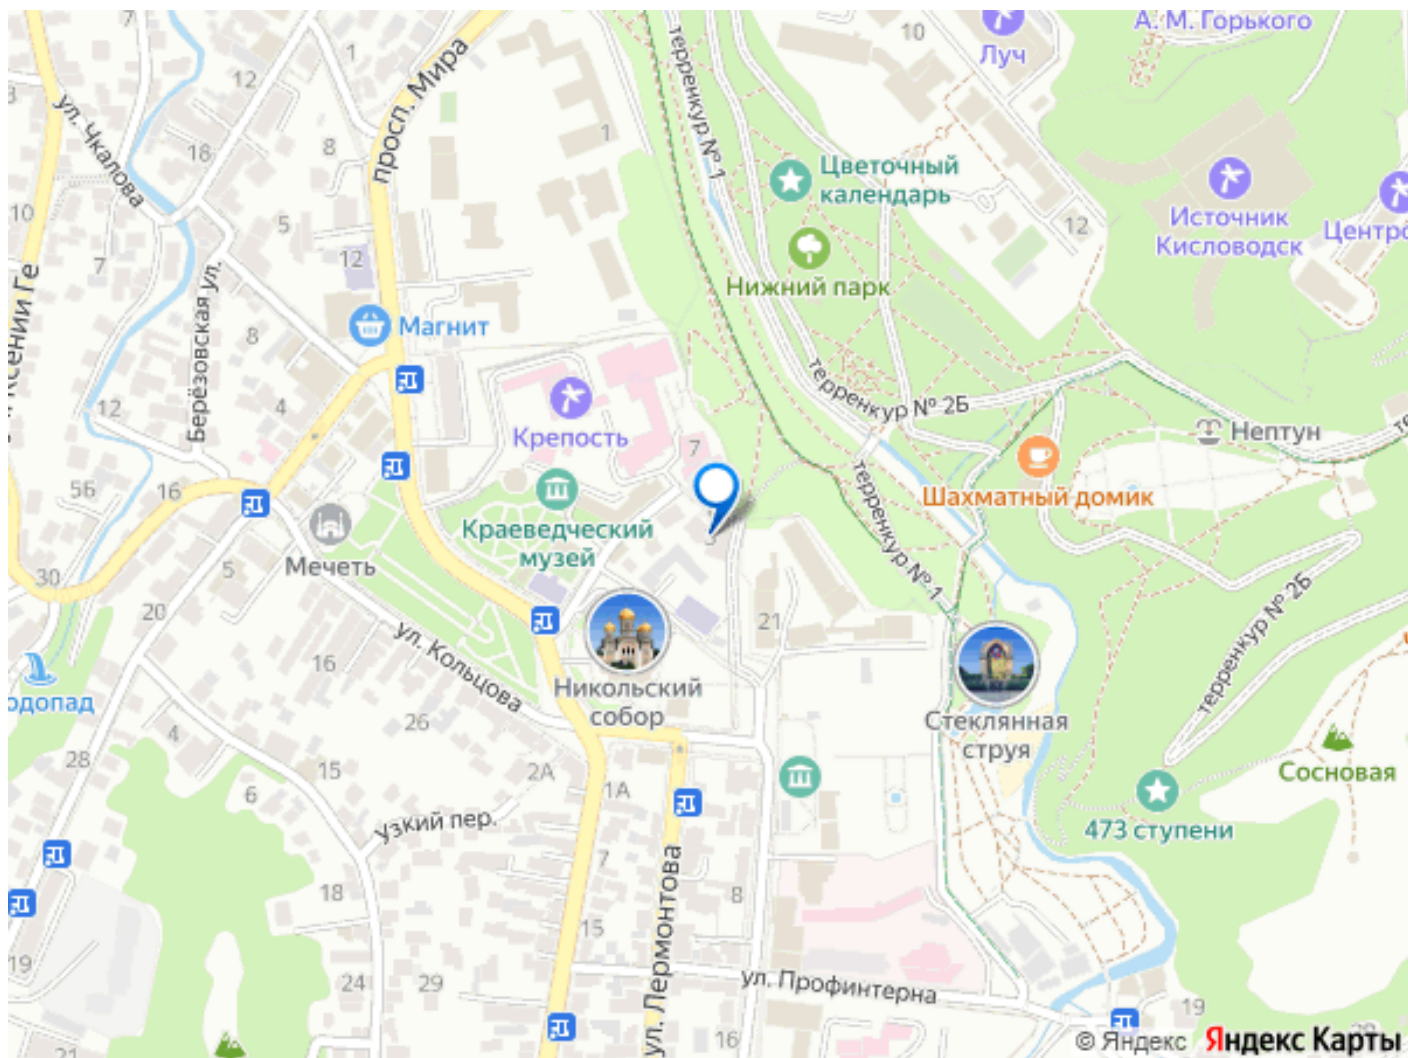 А. М. Горького
10
Луч
просп. Мира
терренкур № 1
1
12
8
1
ул. Чкалова
18
Цветочный
календарь
Источник
Кисловодск
12
10
5
12
7
Нижний парк
Ксении Ге
Берёзовская ул.
Магнит
8
терренкур № 2Б
12
4
Крепость
7
Нептун
56
16
Шахматный домик
Краеведческий
музей
Мечеть
терренкур № 1
30
5
20
21
терренкур № 2Б
ул. Кольцова
16
Никольский
собор
Стеклянная
струя
26
4
28
Сосновая
15
2А
1А
6
473 ступени
узкий пер.
7
18
8
ул. Лермонтова
15
19
24
29
ул. Профинтерна
19
16
21
© Яндекс
Яндекс Карты